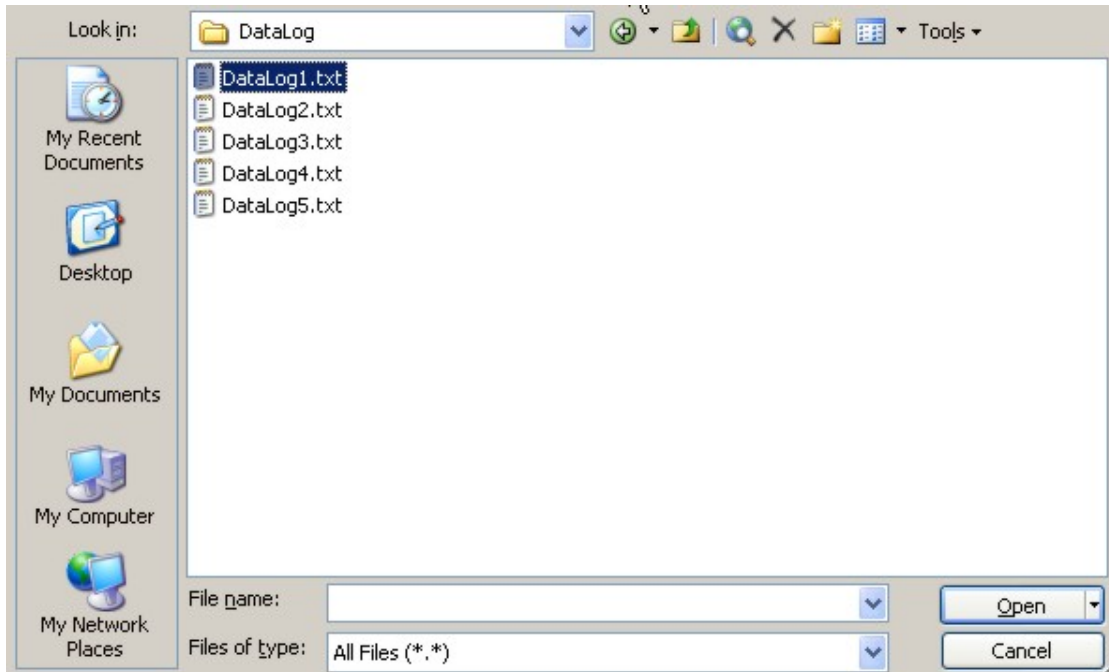 Look in:
DataLog
Tools
My Recent
Documents
Desktop
My Documents
My Computer
My Network
Places
DataLog1.txt
DataLog2.txt
DataLog3.txt
DataLog4.txt
DataLog5.txt
File name:
Open
Files of type:
All Files (*.*)
Cancel